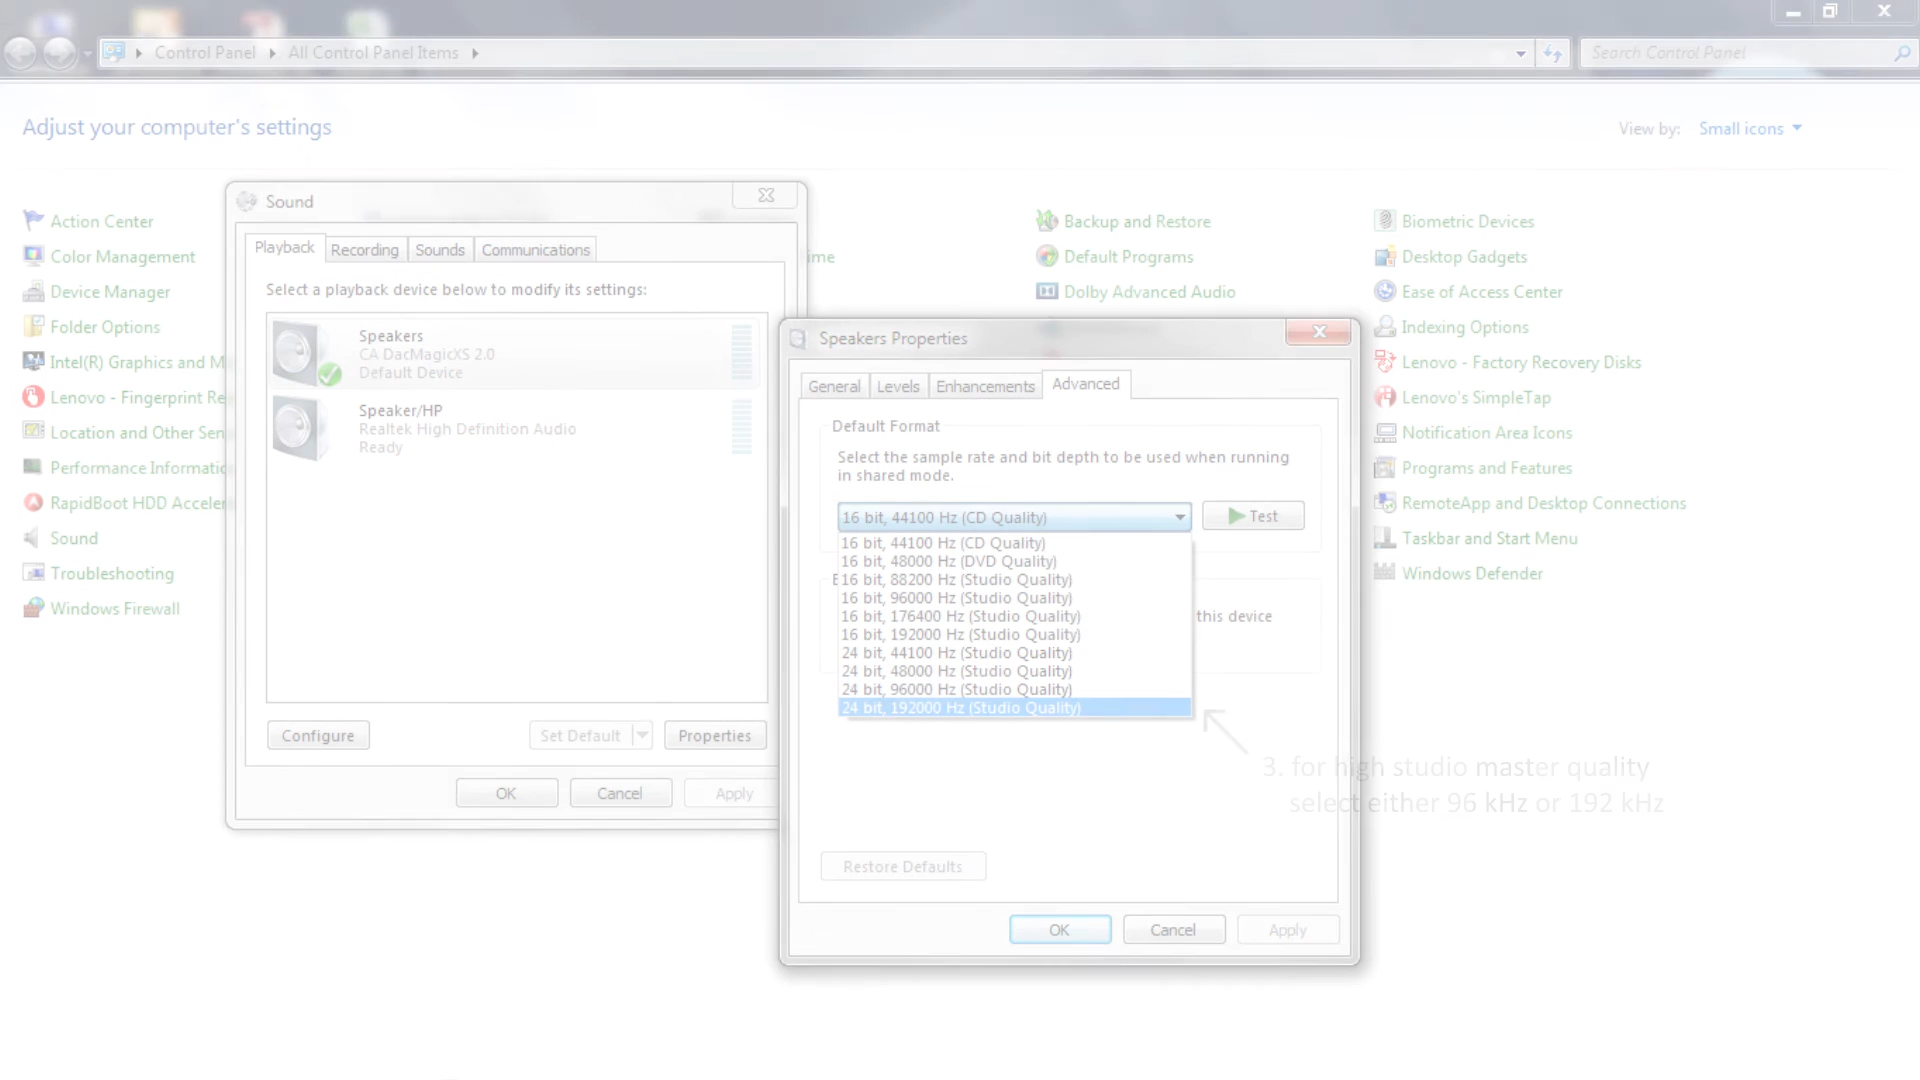 Control Panel
All Control Panel Items
Search Control Panel
Adjust your computer's settings
View by: Small icons
Action Center
Color Management
Device Manager
Folder Options
Intel(R) Graphics and M
Lenovo - Fingerprint Re
Location and Other Sen
Performance Informatio
RapidBoot HDD Acceler
Sound
Troubleshooting
Windows Firewall
Sound
Playback
Recording
Sounds
Communications
Select a playback device below to modify its settings:
Speakers
CA DacMagicXS 2.0
Default Device
Speaker/HP
Realtek High Definition Audio
Ready
Configure
Set Default
Properties
OK
Cancel
Apply
ime
Backup and Restore
Default Programs
Dolby Advanced Audio
Speakers Properties
General
Levels
Enhancements
Advanced
Default Format
Select the sample rate and bit depth to be used when running
in shared mode.
16 bit, 44100 Hz (CD Quality)
Test
16 bit, 44100 Hz (CD Quality)
16 bit, 48000 Hz (DVD Quality)
16 bit, 88200 Hz (Studio Quality)
16 bit, 96000 Hz (Studio Quality)
16 bit, 176400 Hz (Studio Quality)
16 bit, 192000 Hz (Studio Quality)
24 bit, 44100 Hz (Studio Quality)
24 bit, 48000 Hz (Studio Quality)
24 bit, 96000 Hz (Studio Quality)
24 bit, 192000 Hz (Studio Quality)
this device
Restore Defaults
OK
Cancel
Apply
3. for high studio master quality
select either 96 kHz or 192 kHz
Biometric Devices
Desktop Gadgets
Ease of Access Center
Indexing Options
Lenovo - Factory Recovery Disks
Lenovo's SimpleTap
Notification Area Icons
Programs and Features
RemoteApp and Desktop Connections
Taskbar and Start Menu
Windows Defender